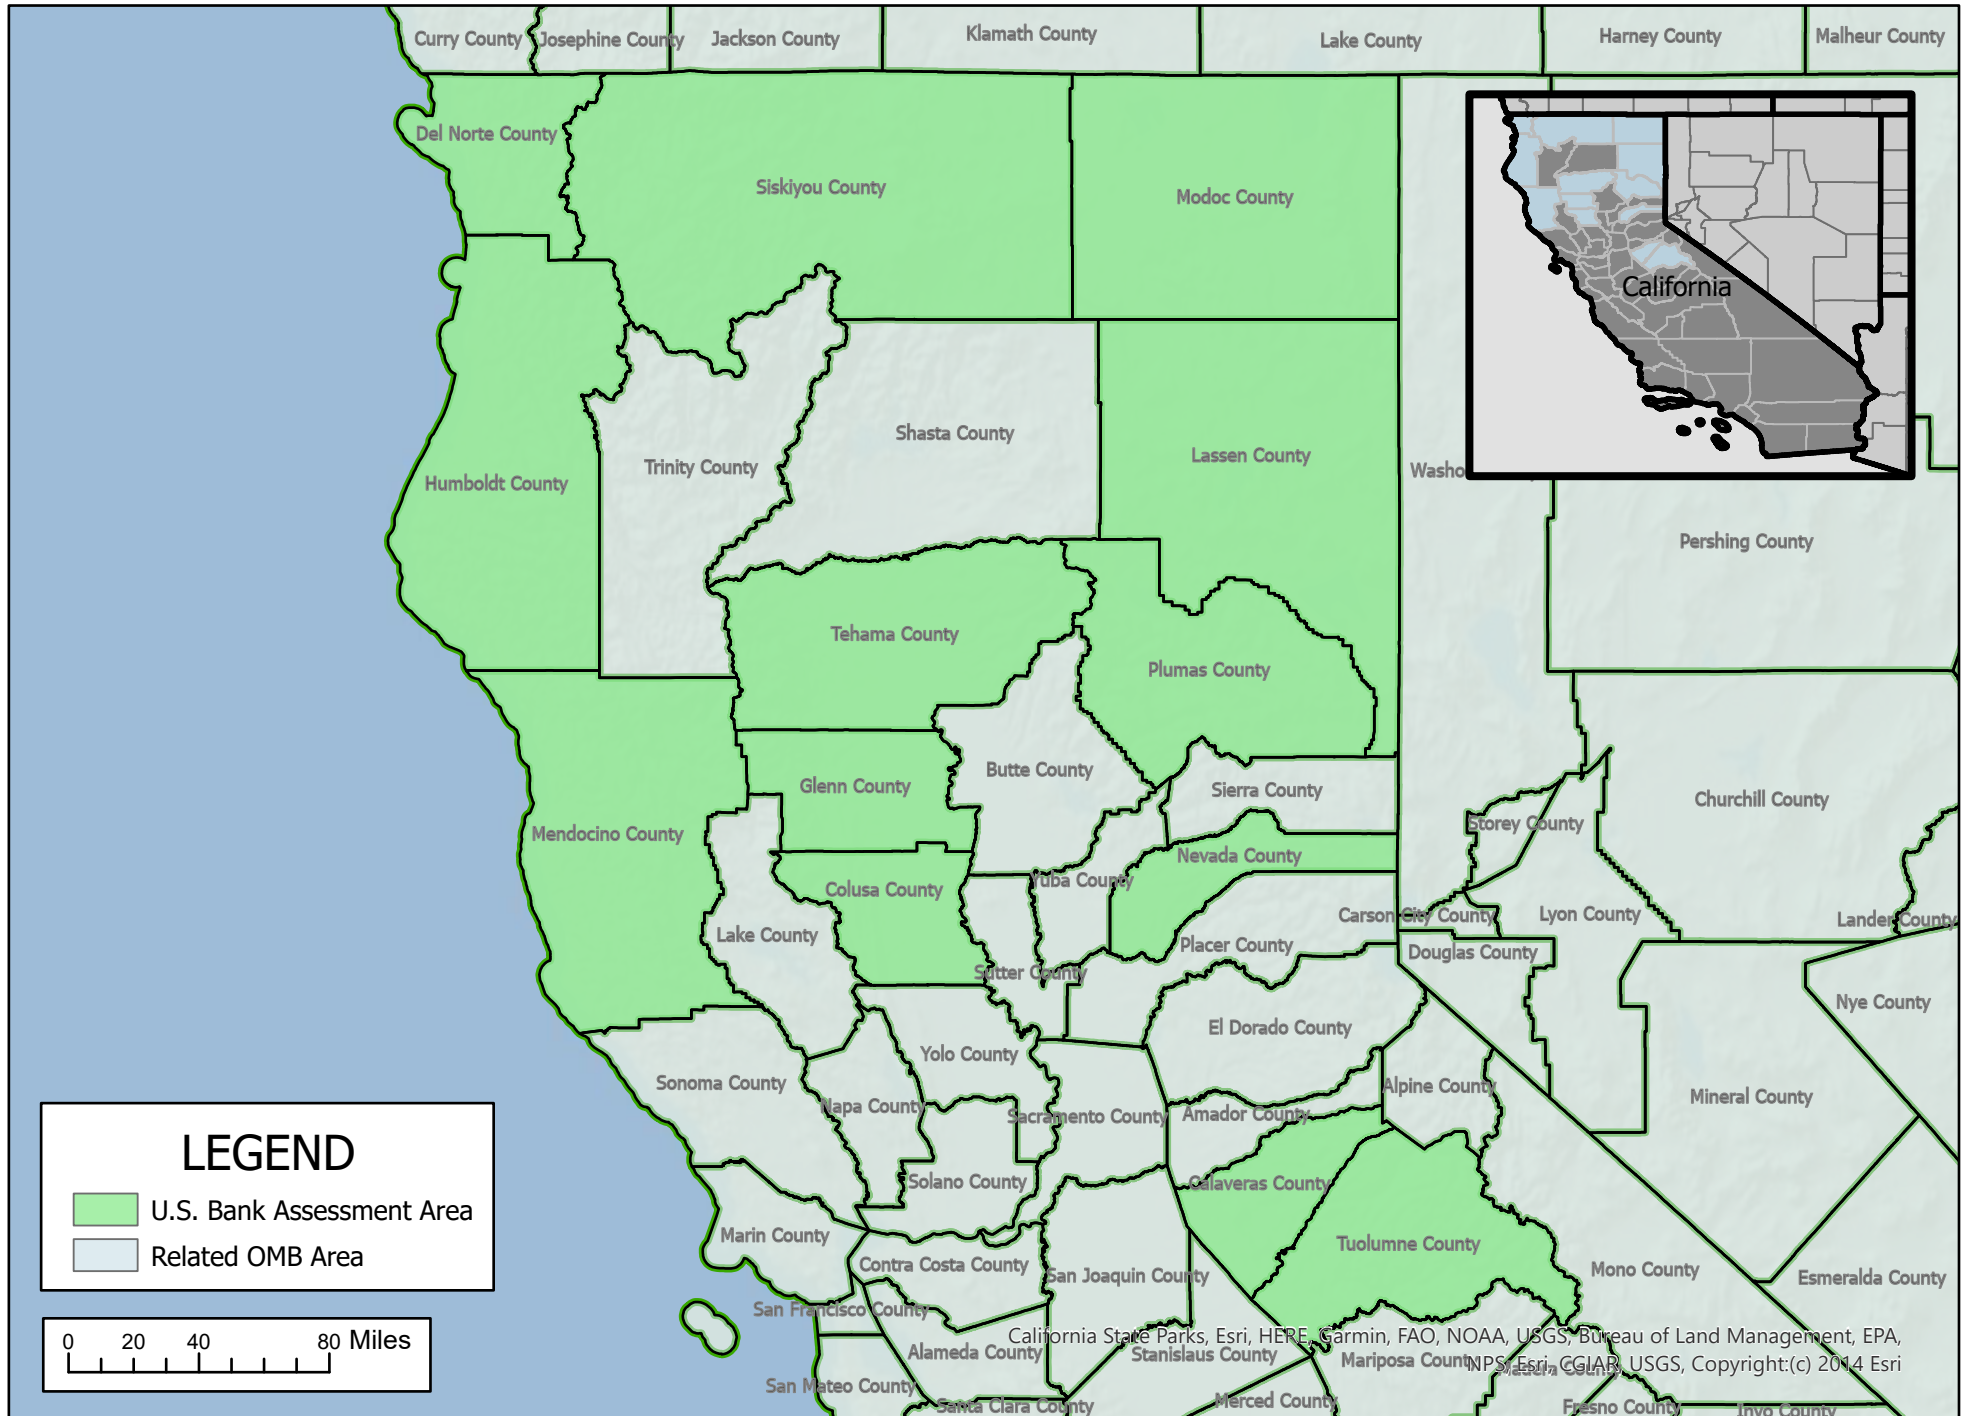 Curry County
Josephine County
Jackson County
Klamath County
Lake County
Harney County
Malheur County
Del Norte County
Siskiyou County
Modoc County
California
Humboldt County
Trinity County
Shasta County
Lassen County
Washo
Pershing County
Tehama County
Plumas County
Glenn County
Butte County
Sierra County
Churchill County
Storey County
Mendocino County
Nevada County
Colusa County
Yuba County
Lake County
Carson City County
Lyon County
Lander County
Placer County
Douglas County
Sutter County
Nye County
El Dorado County
Yolo County
Sonoma County
Alpine County
Mineral County
Napa County
Sacramento County
Amador County
Solano County
Calaveras County
Marin County
Tuolumne County
Contra Costa County
San Joaquin County
Mono County
Esmeralda County
San Francisco County
Alameda County
Stanislaus County
Mariposa County
Madera County
San Mateo County
Santa Clara County
Merced County
Fresno County
Inyo County
LEGEND
U.S. Bank Assessment Area
Related OMB Area
0 20 40 80 Miles
California State Parks, Esri, HERE, Garmin, FAO, NOAA, USGS, Bureau of Land Management, EPA,
NPS, Esri, CGIAR, USGS, Copyright:(c) 2014 Esri